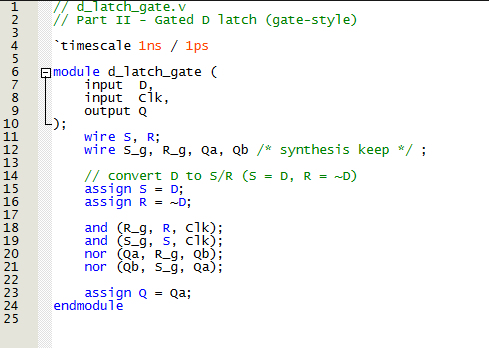 1 // d_latch_gate.v
2 // Part II - Gated D latch (gate-style)
3
4 `timescale 1ns / 1ps
5
6 module d_latch_gate (
7 input  D,
8 input  Clk,
9 output Q
10 );
11 wire S, R;
12 wire S_g, R_g, Qa, Qb /* synthesis keep */ ;
13
14 // convert D to S/R (S = D, R = ~D)
15 assign S = D;
16 assign R = ~D;
17
18 and (R_g, R, Clk);
19 and (S_g, S, Clk);
20 nor (Qa, R_g, Qb);
21 nor (Qb, S_g, Qa);
22
23 assign Q = Qa;
24 endmodule
25